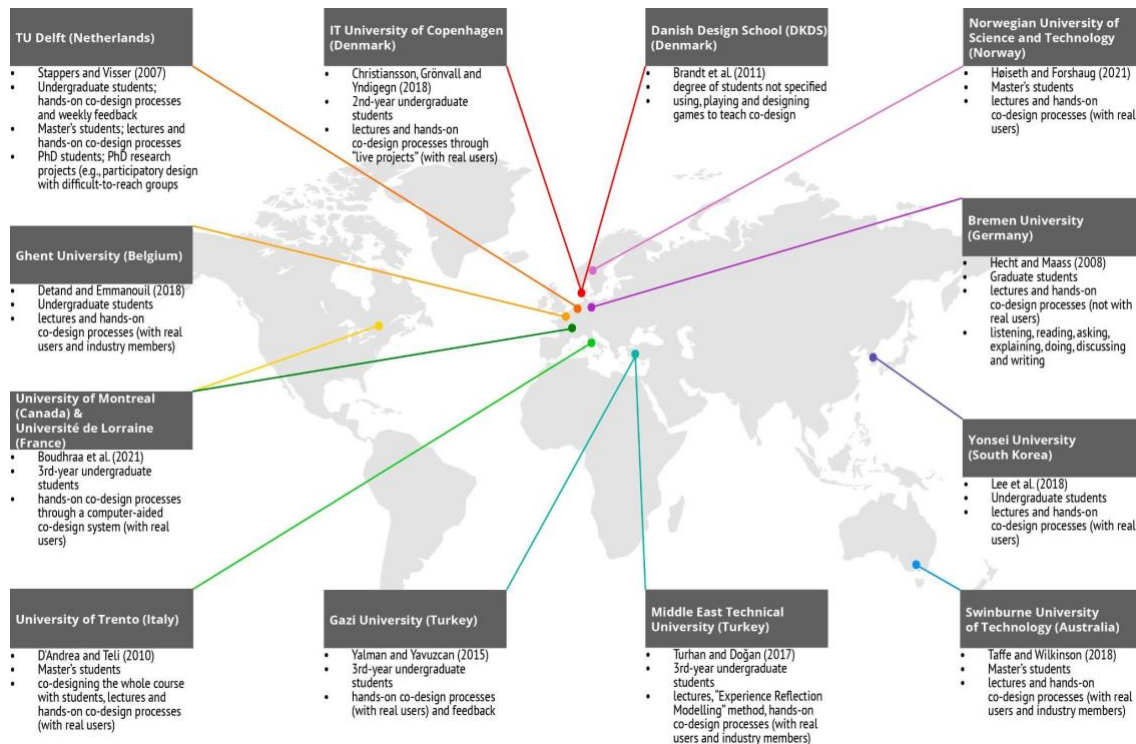 TU Delft (Netherlands)
• Stappers and Visser (2007)
• Undergraduate students;
hands-on co-design processes
and weekly feedback
• Master's students; lectures and
hands-on co-design processes
• PhD students; PhD research
projects (e.g., participatory design
with difficult-to-reach groups
IT University of Copenhagen
(Denmark)
• Christiansson, Grönvall and
Yndigegn (2018)
• 2nd-year undergraduate
students
• lectures and hands-on
co-design processes through
"live projects" (with real users)
Danish Design School (DKDS)
(Denmark)
• Brandt et al. (2011)
• degree of students not specified
• using, playing and designing
games to teach co-design
Norwegian University of
Science and Technology
(Norway)
• Høiseth and Forshaug (2021)
• Master's students
• lectures and hands-on
co-design processes (with real
users)
Ghent University (Belgium)
• Detand and Emmanouil (2018)
• Undergraduate students
• lectures and hands-on
co-design processes (with real
users and industry members)
Bremen University
(Germany)
• Hecht and Maass (2008)
• Graduate students
• lectures and hands-on
co-design processes (not with
real users)
• listening, reading, asking,
explaining, doing, discussing
and writing
University of Montreal
(Canada) &
Université de Lorraine
(France)
• Boudhraa et al. (2021)
• 3rd-year undergraduate
students
• hands-on co-design processes
through a computer-aided
co-design system (with real
users)
Yonsei University
(South Korea)
• Lee et al. (2018)
• Undergraduate students
• lectures and hands-on
co-design processes (with real
users)
University of Trento (Italy)
• D'Andrea and Teli (2010)
• Master's students
• co-designing the whole course
with students, lectures and
hands-on co-design processes
(with real users)
Gazi University (Turkey)
• Yalman and Yavuzcan (2015)
• 3rd-year undergraduate
students
• hands-on co-design processes
(with real users) and feedback
Middle East Technical
University (Turkey)
• Turhan and Doğan (2017)
• 3rd-year undergraduate
students
• lectures, "Experience Reflection
Modelling" method, hands-on
co-design processes (with real
users and industry members)
Swinburne University
of Technology (Australia)
• Taffe and Wilkinson (2018)
• Master's students
• lectures and hands-on
co-design processes (with real
users and industry members)